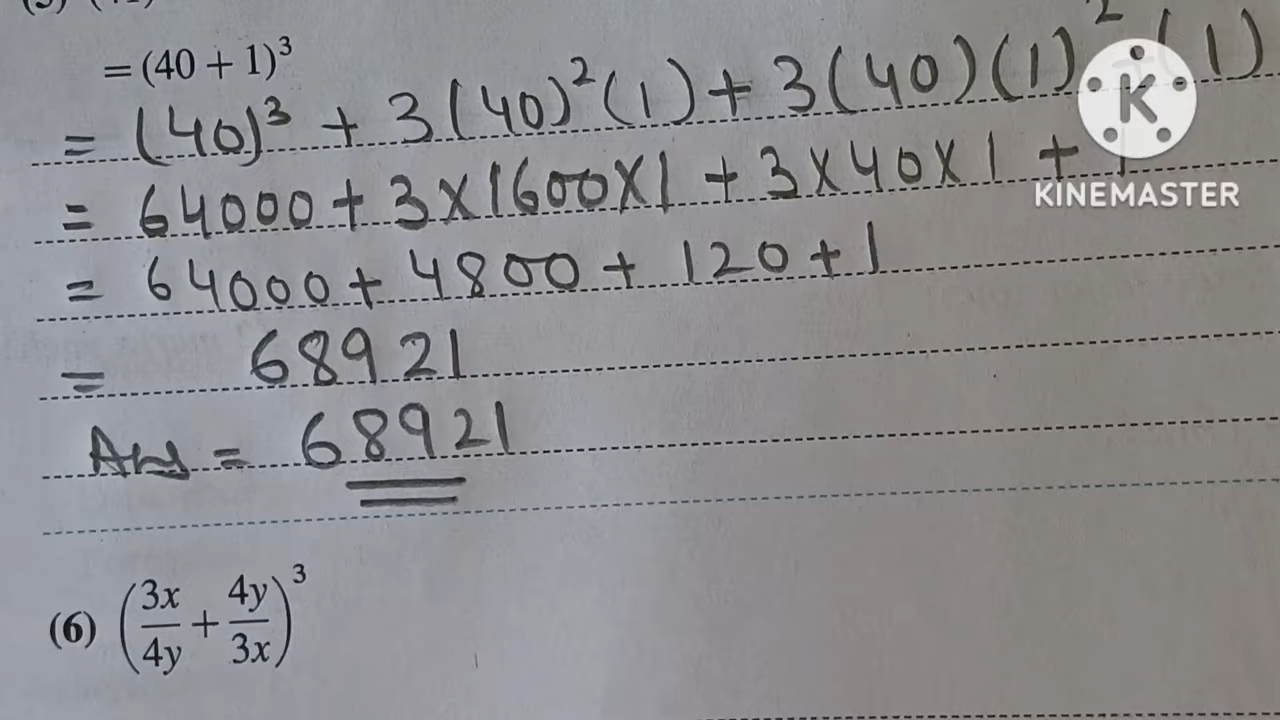 = (40 + 1)³
= (40)³ + 3(40)²(1) + 3(40)(1)² + (1)
= 64000 + 3×1600×1 + 3×40×1 + 1
= 64000 + 4800 + 120 + 1
= 68921
Ans = 68921
(6) (3x/4y + 4y/3x)³
K
KINEMASTER